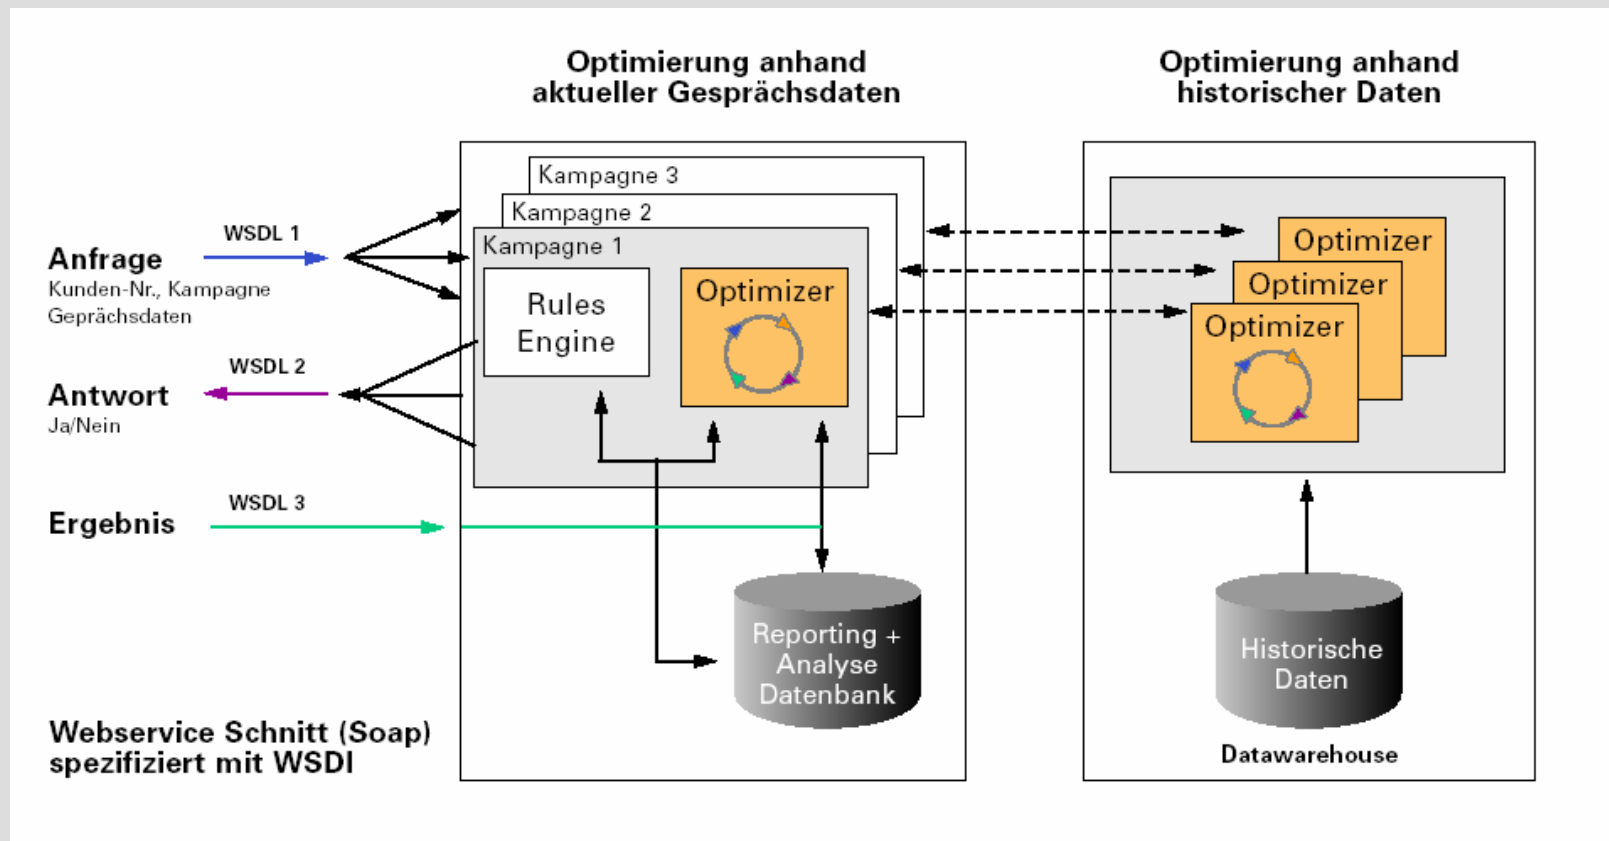 Optimierung anhand
aktueller Gesprächsdaten
Optimierung anhand
historischer Daten
Kampagne 3
Kampagne 2
Kampagne 1
WSDL 1
Anfrage
Kunden-Nr., Kampagne
Geprächsdaten
Rules
Engine
Optimizer
Optimizer
Optimizer
Optimizer
WSDL 2
Antwort
Ja/Nein
WSDL 3
Ergebnis
Reporting +
Analyse
Datenbank
Historische
Daten
Datawarehouse
Webservice Schnitt (Soap)
spezifiziert mit WSDI